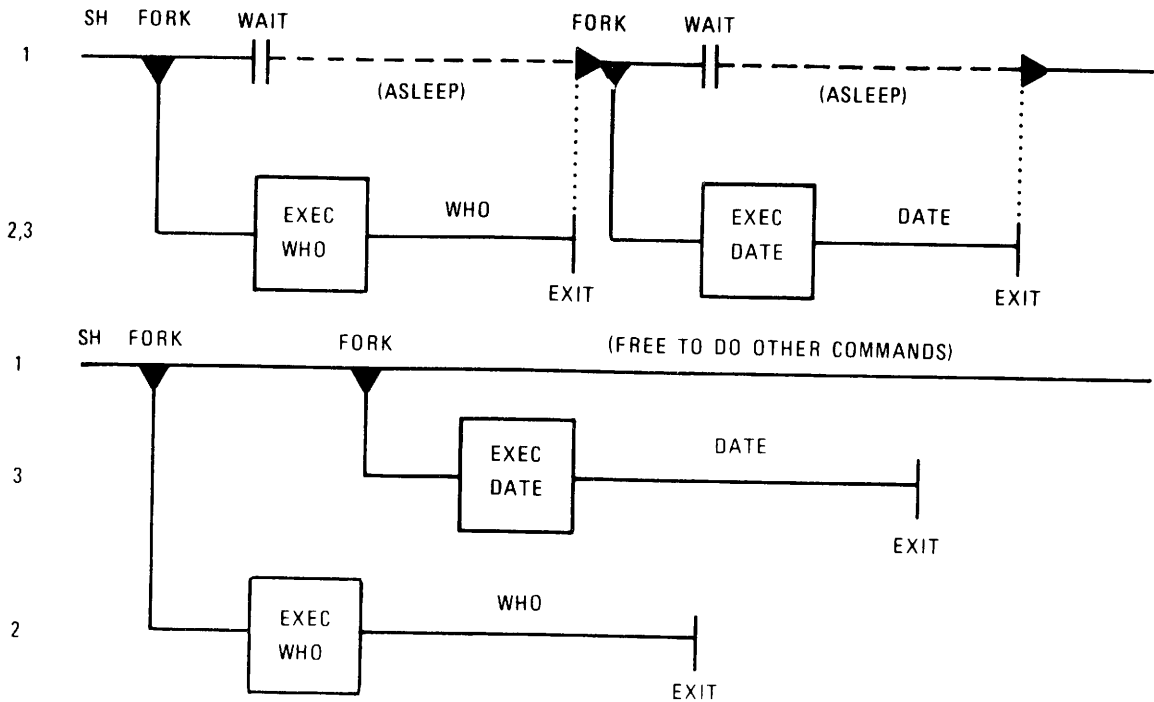 SH FORK WAIT FORK WAIT
1
(ASLEEP) (ASLEEP)
2,3
EXEC WHO
WHO
EXIT
EXEC DATE
DATE
EXIT
SH FORK FORK (FREE TO DO OTHER COMMANDS)
1
3
EXEC DATE
DATE
EXIT
2
EXEC WHO
WHO
EXIT